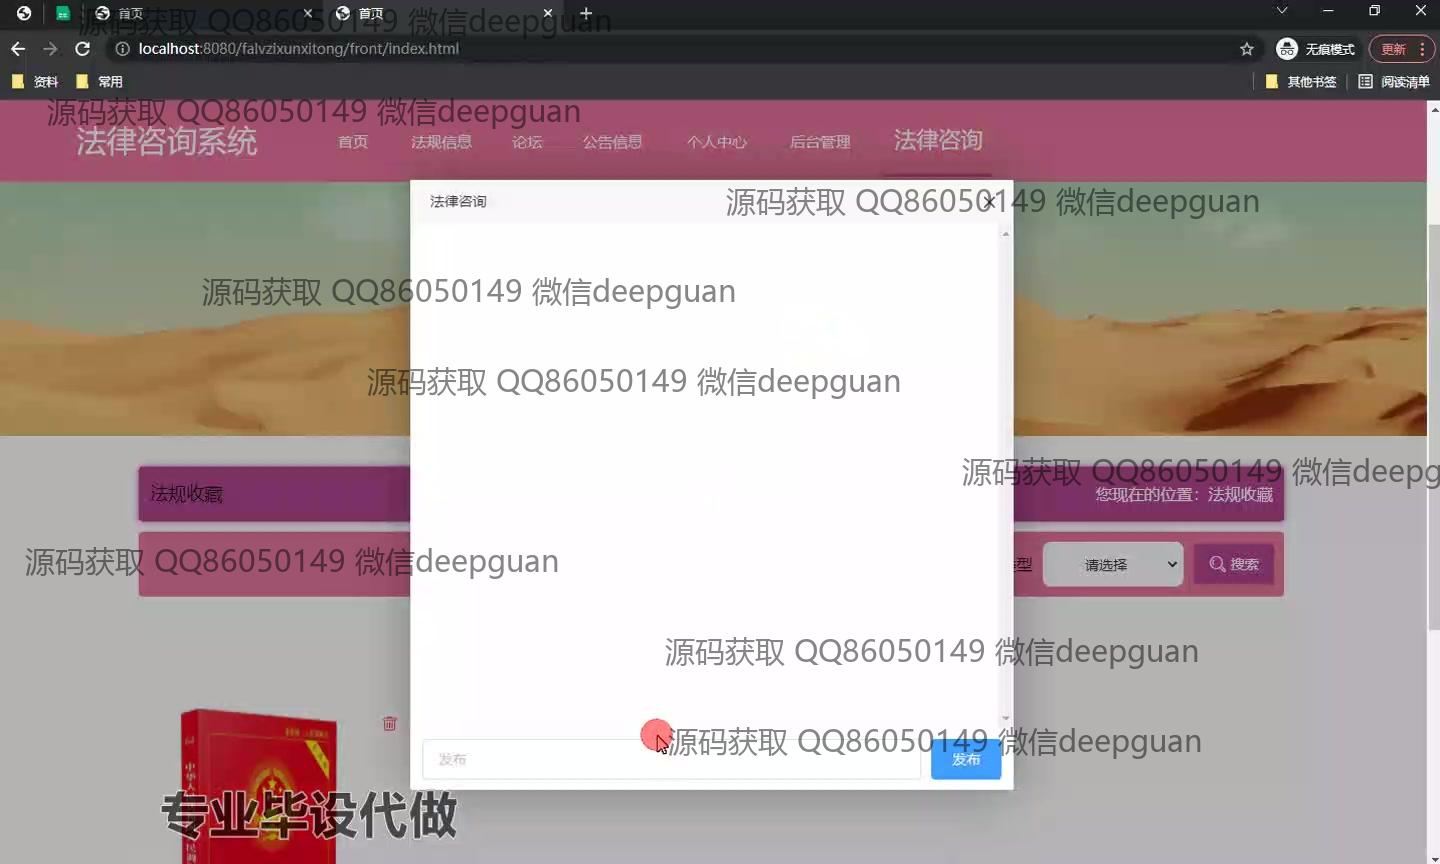 首页
首页
源码获取 QQ86050149 微信deepguan
localhost:8080/falvzixunxitong/front/index.html
无痕模式
更新
资料
常用
其他书签
阅读清单
源码获取 QQ86050149 微信deepguan
法律咨询系统
首页
法规信息
论坛
公告信息
个人中心
后台管理
法律咨询
法律咨询
源码获取 QQ86050149 微信deepguan
源码获取 QQ86050149 微信deepguan
源码获取 QQ86050149 微信deepguan
源码获取 QQ86050149 微信deepg
法规收藏
您现在的位置：法规收藏
源码获取 QQ86050149 微信deepguan
型
请选择
搜索
源码获取 QQ86050149 微信deepguan
源码获取 QQ86050149 微信deepguan
发布
发布
专业毕设代做